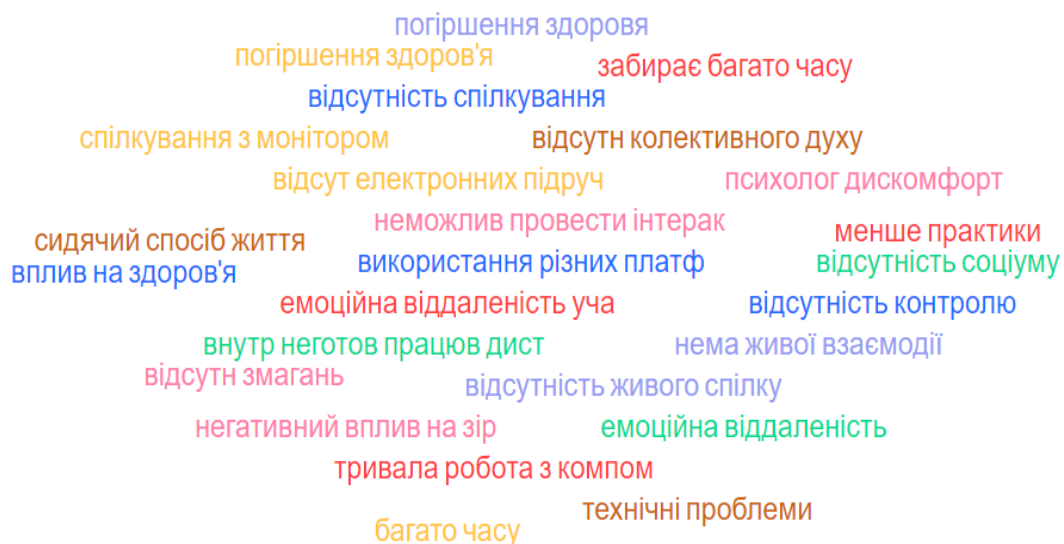 погіршення здоровя
погіршення здоров'я
забирає багато часу
відсутність спілкування
спілкування з монітором
відсутн колективного духу
відсут електронних підруч
психолог дискомфорт
неможлив провести інтерак
менше практики
сидячий спосіб життя
вплив на здоров'я
використання різних платф
відсутність соціуму
емоційна віддаленість уча
відсутність контролю
внутр неготов працюв дист
нема живої взаємодії
відсутн змагань
відсутність живого спілку
негативний вплив на зір
емоційна віддаленість
тривала робота з компом
технічні проблеми
багато часу